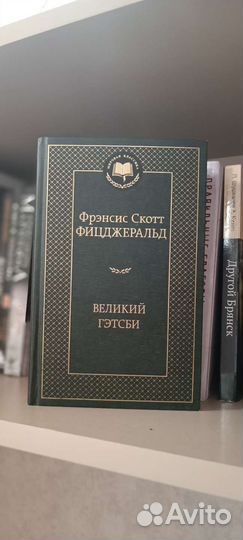 Фрэнсис Скотт
ФИЦДЖЕРАЛЬД
ВЕЛИКИЙ
ГЭТСБИ
Другой Брянск
Avito